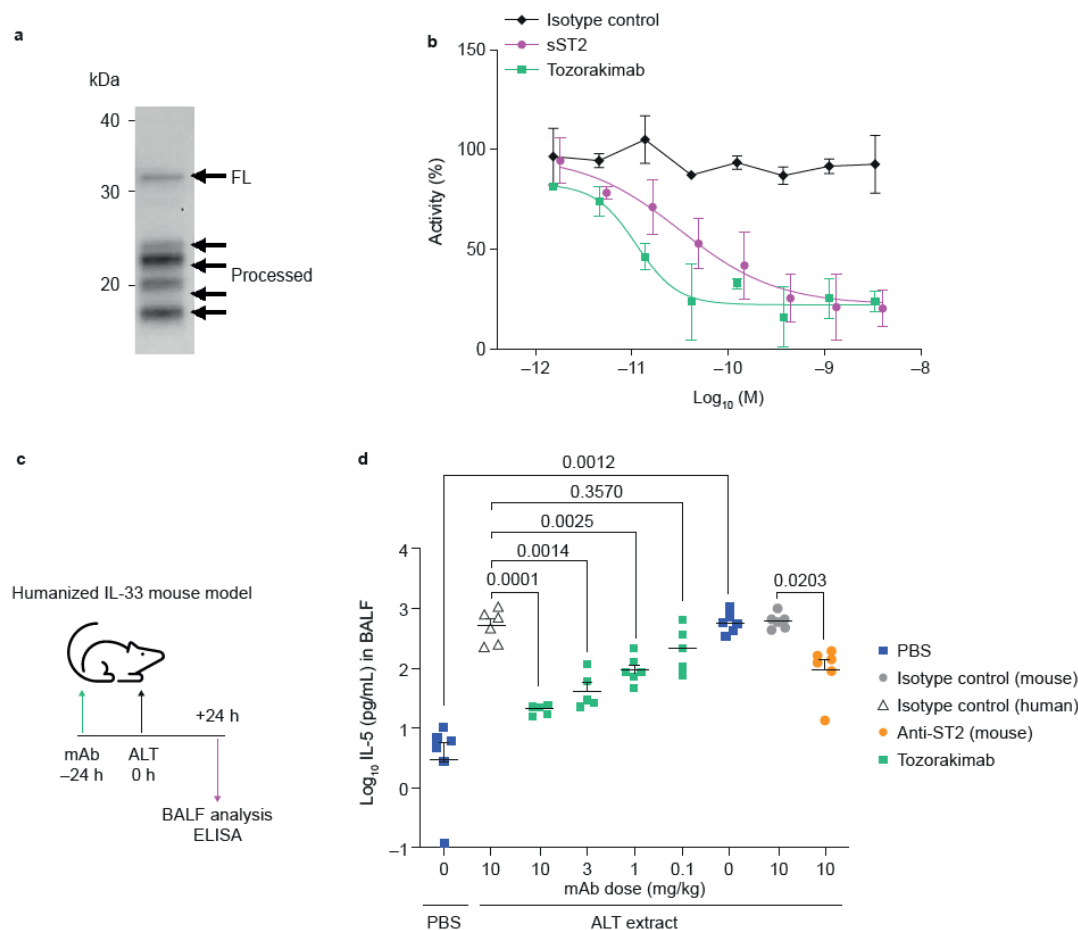 a
kDa
40
30
20
FL
Processed
b
Isotype control
sST2
Tozorakimab
150
100
50
0
Activity (%)
–12
–11
–10
–9
–8
Log10 (M)
c
Humanized IL-33 mouse model
+24 h
mAb
–24 h
ALT
0 h
BALF analysis
ELISA
d
0.0012
0.3570
0.0025
0.0014
0.0001
0.0203
4
3
2
1
0
–1
Log10 IL-5 (pg/mL) in BALF
0 10 10 3 1 0.1 0 10 10
mAb dose (mg/kg)
PBS ALT extract
PBS
Isotype control (mouse)
Isotype control (human)
Anti-ST2 (mouse)
Tozorakimab